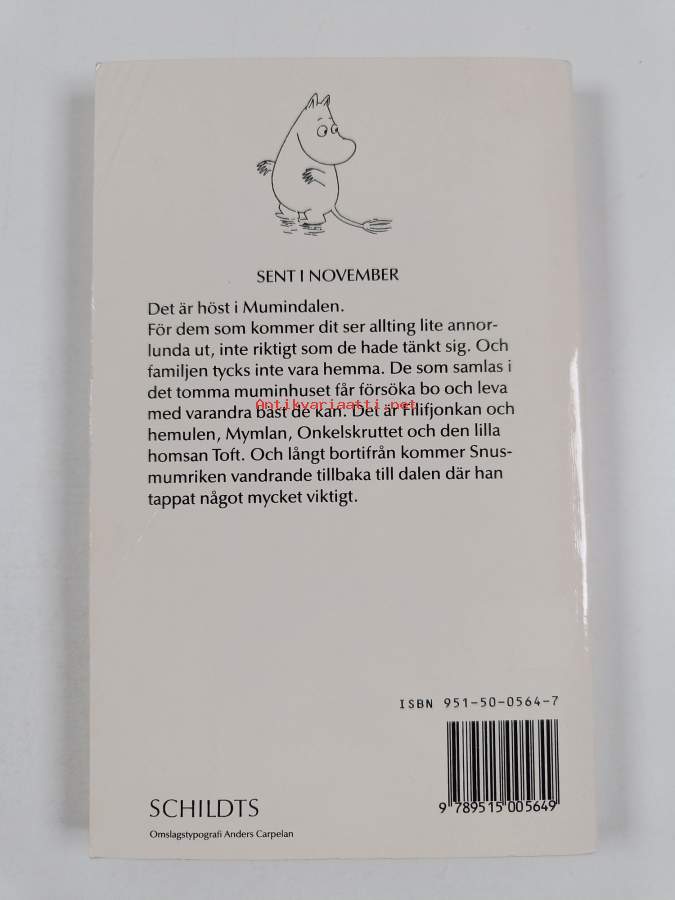 SENT I NOVEMBER
Det är höst i Mumindalen.
För dem som kommer dit ser allting lite annor-
lunda ut, inte riktigt som de hade tänkt sig. Och
familjen tycks inte vara hemma. De som samlas i
det tomma muminhuset får försöka bo och leva
Antikvariaatti.net
med varandra bäst de kan. Det är Filifjonkan och
hemulen, Mymlan, Onkelskruttet och den lilla
homsan Toft. Och långt bortifrån kommer Snus-
mumriken vandrande tillbaka till dalen där han
tappat något mycket viktigt.
ISBN 951-50-0564-7
9 789515 005649
SCHILDTS
Omslagstypografi Anders Carpelan